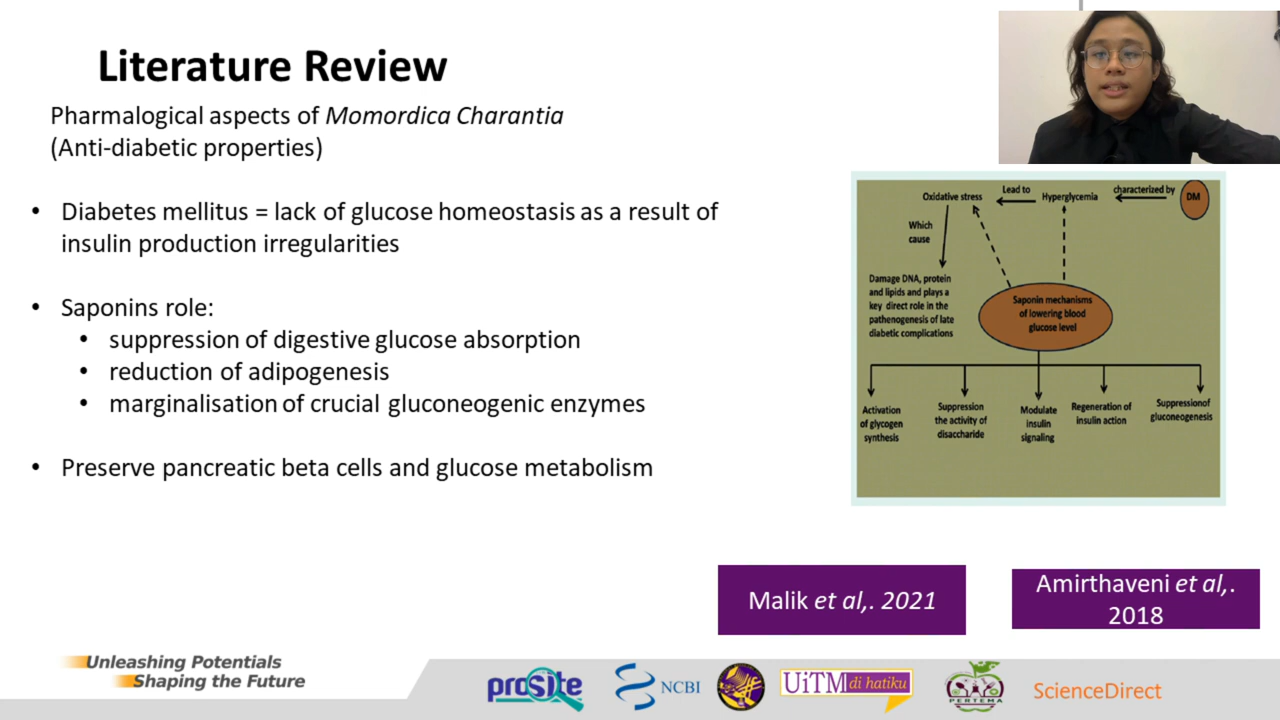 Literature Review
Pharmalogical aspects of Momordica Charantia
(Anti-diabetic properties)
• Diabetes mellitus = lack of glucose homeostasis as a result of
insulin production irregularities
• Saponins role:
• suppression of digestive glucose absorption
• reduction of adipogenesis
• marginalisation of crucial gluconeogenic enzymes
• Preserve pancreatic beta cells and glucose metabolism
Oxidative stress
Lead to
Hyperglycemia
characterized by
DM
Which
cause
Damage DNA, protein
and lipids and plays a
key direct role in the
pathenogenesis of late
diabetic complications
Saponin mechanisms
of lowering blood
glucose level
Activation
of glycogen
synthesis
Suppression
the activity of
disaccharide
Modulate
insulin
signaling
Regeneration of
insulin action
Suppressionof
gluconeogenesis
Malik et al,. 2021
Amirthaveni et al,.
2018
Unleashing Potentials
Shaping the Future
prosite
NCBI
UiTM di hatiku
PERTEMA
ScienceDirect